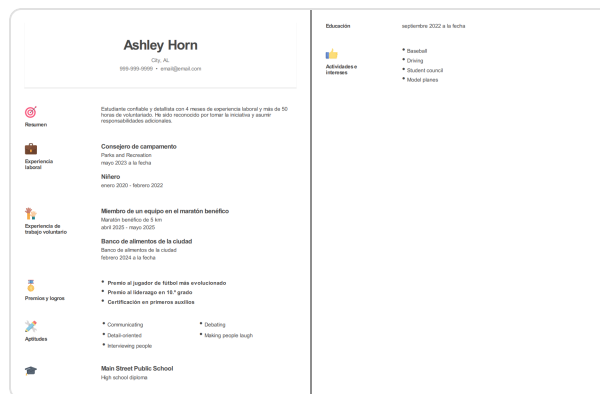 Ashley Horn
City, AL
999-999-9999 • email@email.com
Resumen
Estudiante confiable y detallista con 4 meses de experiencia laboral y más de 50
horas de voluntariado. He sido reconocido por tomar la iniciativa y asumir
responsabilidades adicionales.
Experiencia
laboral
Consejero de campamento
Parks and Recreation
mayo 2023 a la fecha
Niñero
enero 2020 - febrero 2022
Experiencia de
trabajo voluntario
Miembro de un equipo en el maratón benéfico
Maratón benéfico de 5 km
abril 2025 - mayo 2025
Banco de alimentos de la ciudad
Banco de alimentos de la ciudad
febrero 2024 a la fecha
Premios y logros
• Premio al jugador de fútbol más evolucionado
• Premio al liderazgo en 10.º grado
• Certificación en primeros auxilios
Aptitudes
• Communicating
• Detail-oriented
• Interviewing people
• Debating
• Making people laugh
Main Street Public School
High school diploma
Educación
septiembre 2022 a la fecha
Actividades e
intereses
• Baseball
• Driving
• Student council
• Model planes